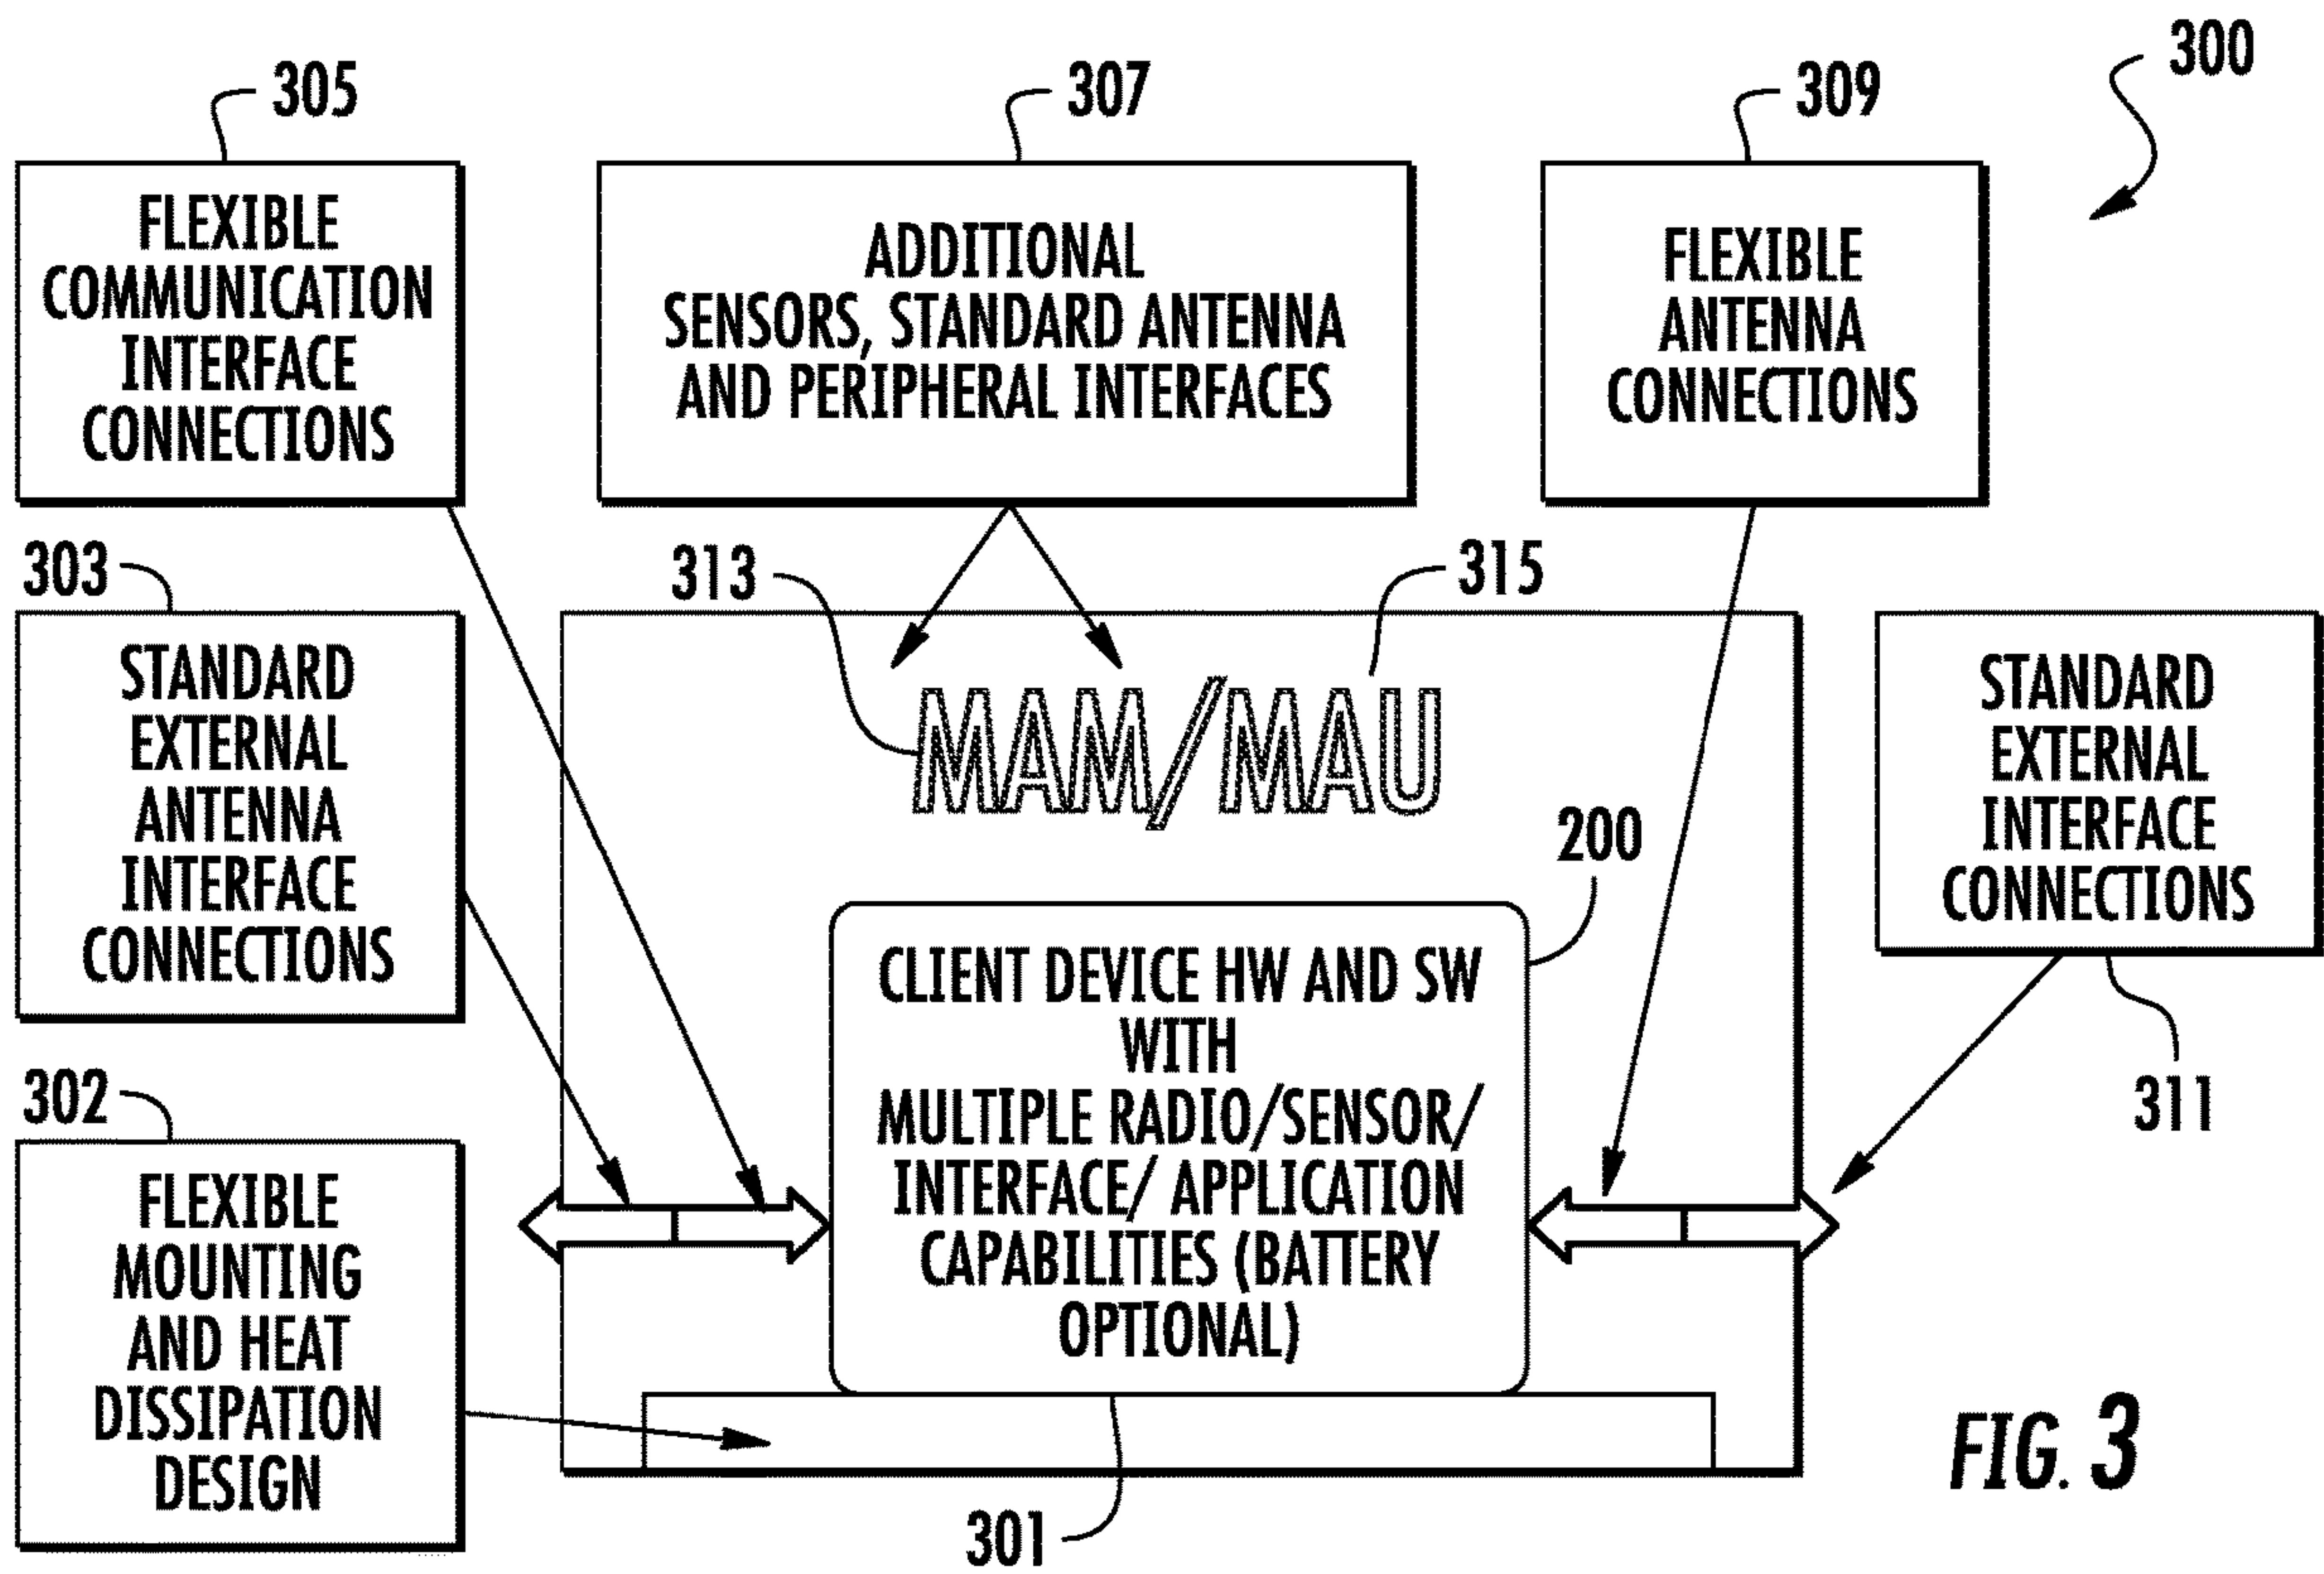 300
305
307
309
FLEXIBLE
COMMUNICATION
INTERFACE
CONNECTIONS
ADDITIONAL
SENSORS, STANDARD ANTENNA
AND PERIPHERAL INTERFACES
FLEXIBLE
ANTENNA
CONNECTIONS
303
313
315
STANDARD
EXTERNAL
ANTENNA
INTERFACE
CONNECTIONS
MAM/MAU
STANDARD
EXTERNAL
INTERFACE
CONNECTIONS
200
CLIENT DEVICE HW AND SW
WITH
MULTIPLE RADIO/SENSOR/
INTERFACE/ APPLICATION
CAPABILITIES (BATTERY
OPTIONAL)
302
311
FLEXIBLE
MOUNTING
AND HEAT
DISSIPATION
DESIGN
301
FIG. 3